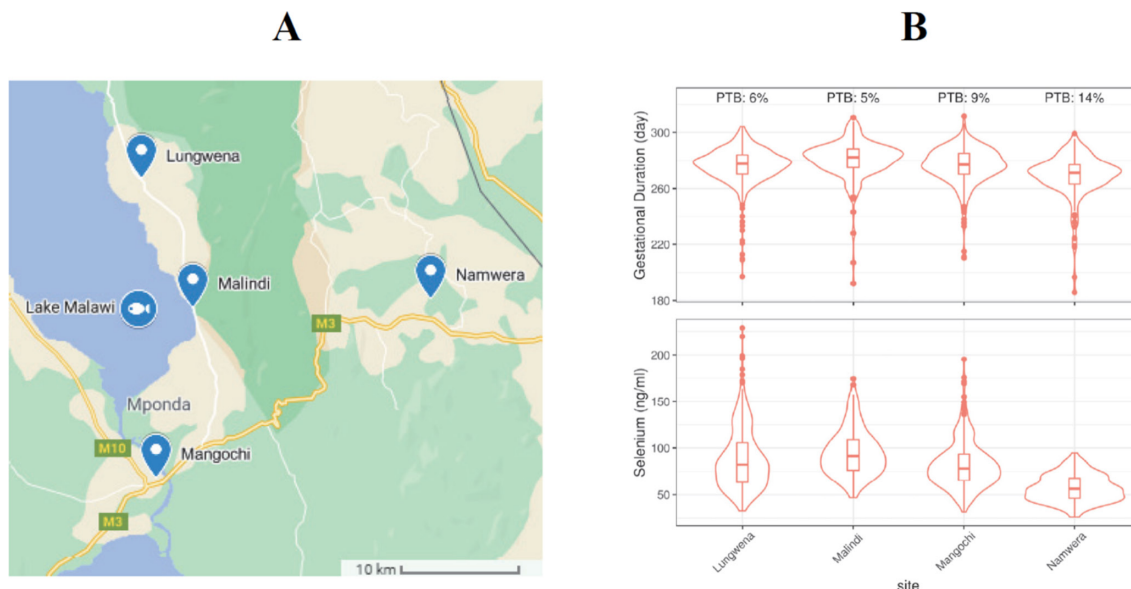 A
B
Lungwena
Malindi
Namwera
Lake Malawi
M3
Mponda
M10
Mangochi
M3
10 km
PTB: 6%
PTB: 5%
PTB: 9%
PTB: 14%
Gestational Duration (day)
300
260
220
180
Selenium (ng/ml)
200
150
100
50
Lungwena
Malindi
Mangochi
Namwera
site